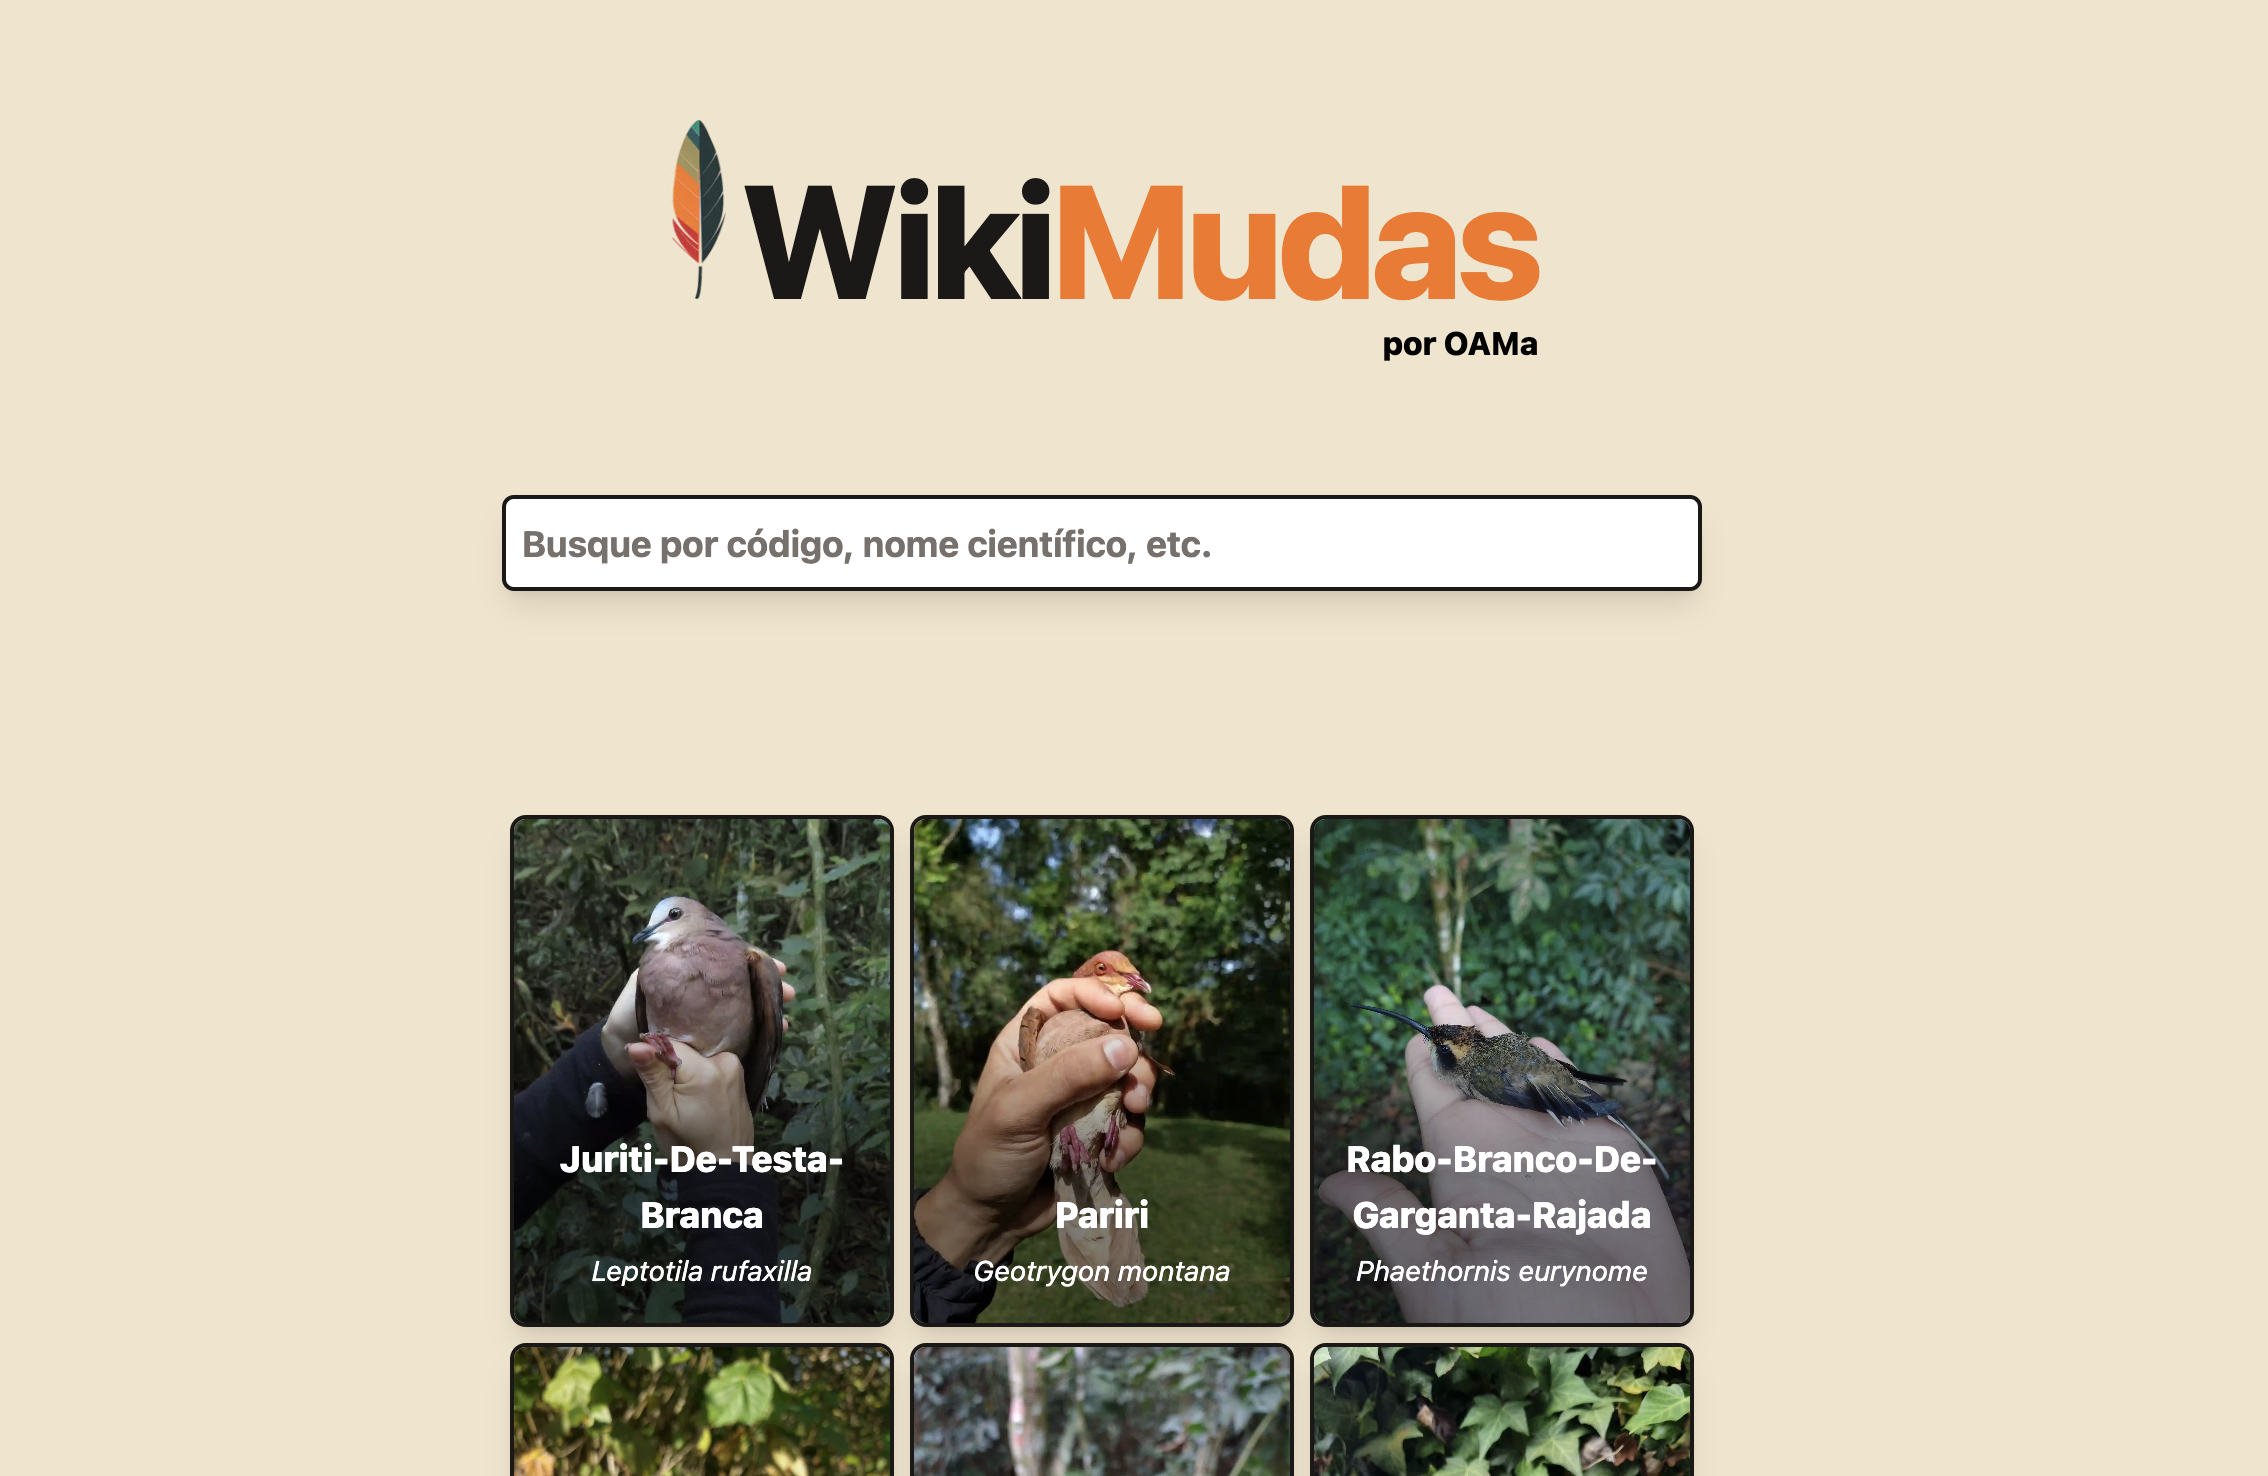 WikiMudas
por OAMa
Busque por código, nome científico, etc.
Juriti-De-Testa-
Branca
Leptotila rufaxilla
Pariri
Geotrygon montana
Rabo-Branco-De-
Garganta-Rajada
Phaethornis eurynome